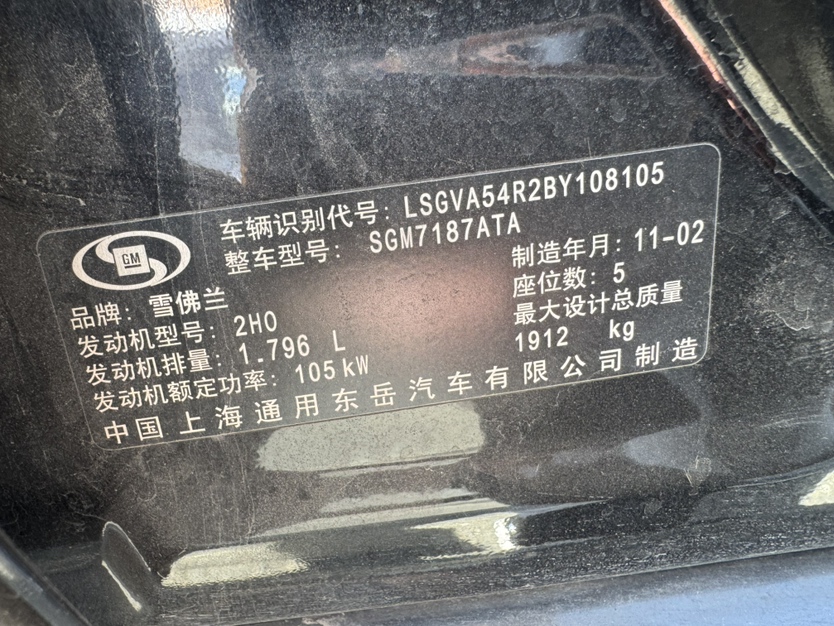 GM
车辆识别代号: LSGVA54R2BY108105
整车型号: SGM7187ATA
品牌: 雪佛兰 制造年月: 11-02
发动机型号: 2H0 座位数: 5
发动机排量: 1.796 L 最大设计总质量
发动机额定功率: 105 kW 1912 kg
中国上海通用东岳汽车有限公司制造